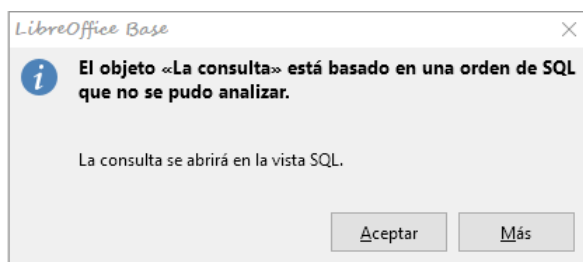 LibreOffice Base
El objeto «La consulta» está basado en una orden de SQL
que no se pudo analizar.
La consulta se abrirá en la vista SQL.
Aceptar
Más